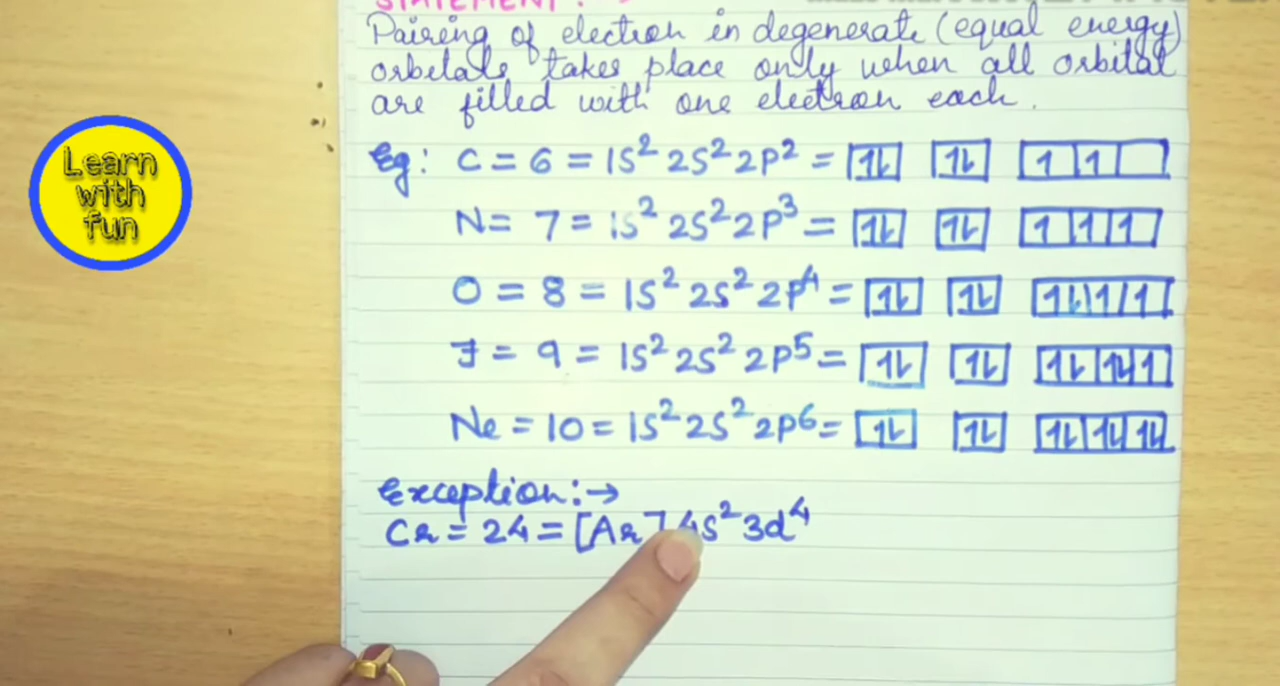 STATEMENT :
Pairing of electron in degenerate (equal energy)
orbitals takes place only when all orbital
are filled with one electron each.
Learn
with
fun
Eg: C = 6 = 1S² 2S² 2P² = 1L 1L 1 1
N = 7 = 1S² 2S² 2P³ = 1L 1L 1 1 1
O = 8 = 1S² 2S² 2P⁴ = 1L 1L 1L 1 1
F = 9 = 1S² 2S² 2P⁵ = 1L 1L 1L 1L 1
Ne = 10 = 1S² 2S² 2P⁶ = 1L 1L 1L 1L 1L
Exception :→
Cr = 24 = [Ar] 4S² 3d⁴